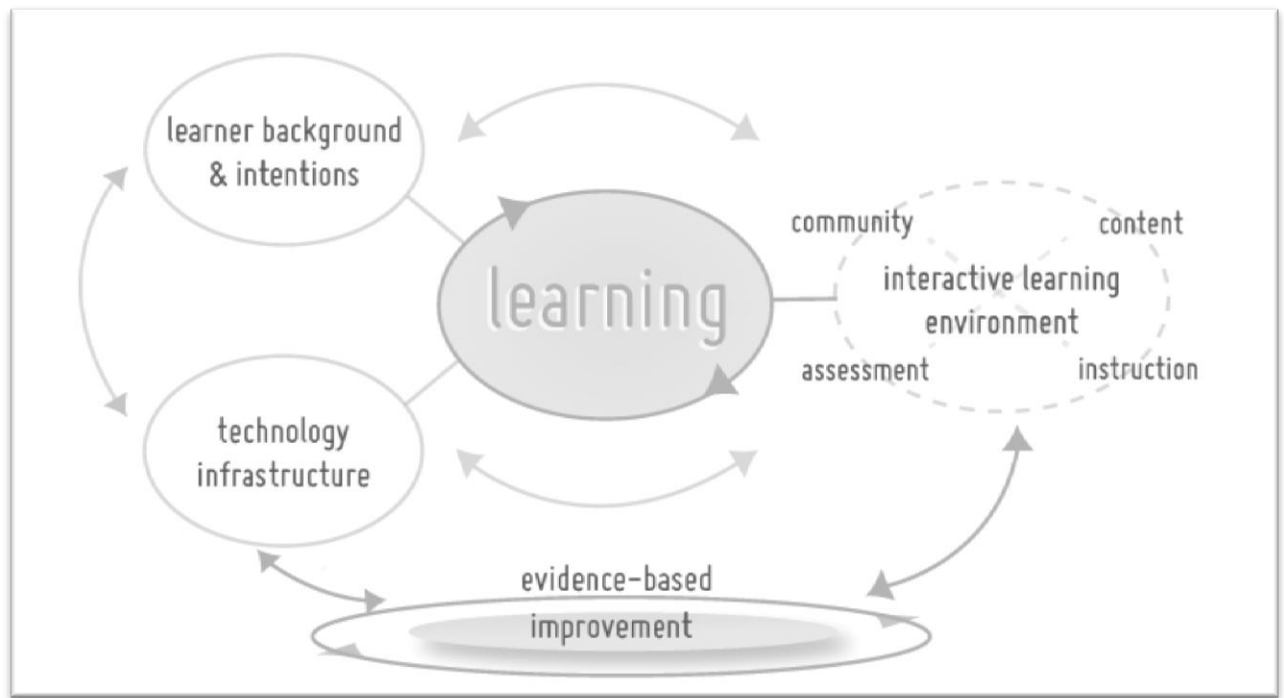 learner background
& intentions
learning
community
content
interactive learning
environment
assessment
instruction
technology
infrastructure
evidence-based
improvement